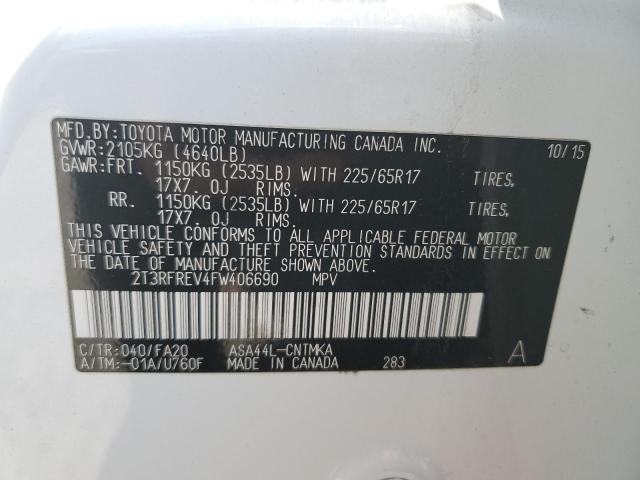 MFD.BY:TOYOTA MOTOR MANUFACTURING CANADA INC. 10/15
GVWR:2105KG (4640LB)
GAWR:FRT. 1150KG (2535LB) WITH 225/65R17 TIRES,
17X7. 0J RIMS.
RR. 1150KG (2535LB) WITH 225/65R17 TIRES,
17X7. 0J RIMS.
THIS VEHICLE CONFORMS TO ALL APPLICABLE FEDERAL MOTOR
VEHICLE SAFETY AND THEFT PREVENTION STANDARDS IN EFFECT ON
THE DATE OF MANUFACTURE SHOWN ABOVE.
2T3RFREV4FW406690 MPV
C/TR:040/FA20 ASA44L-CNTMKA A
A/TM:-01A/U760F MADE IN CANADA 283